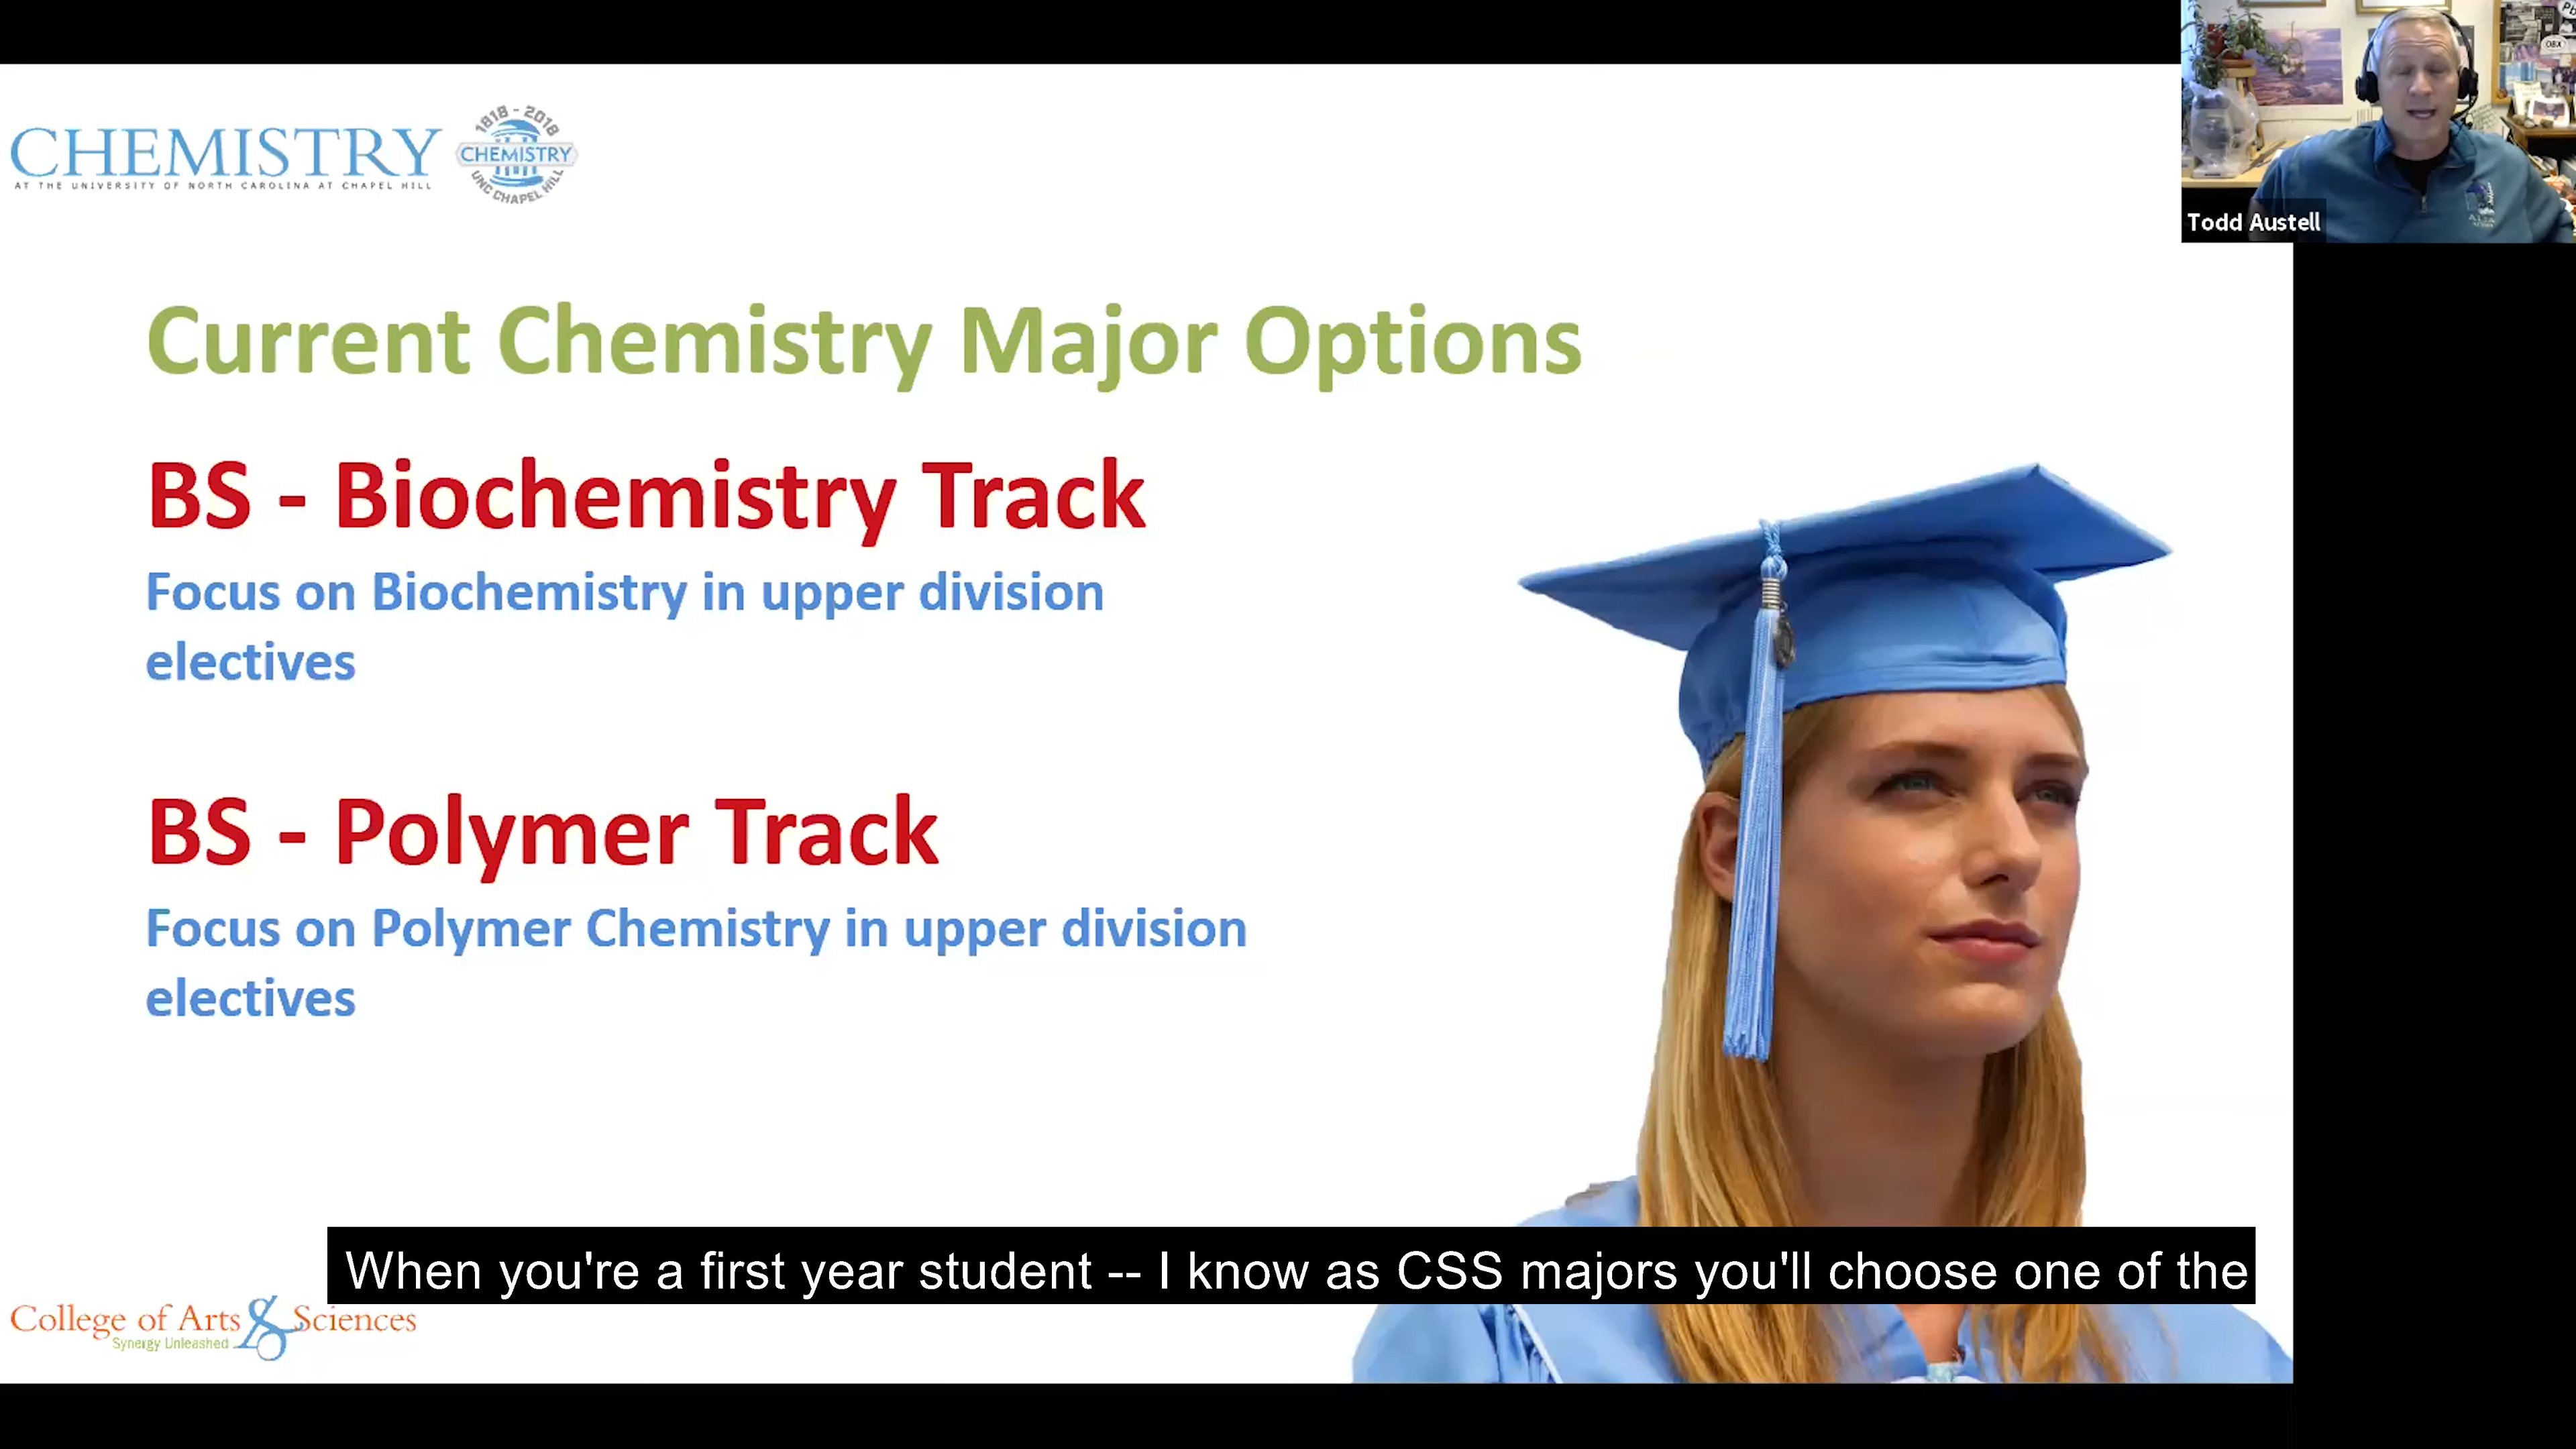 CHEMISTRY
AT THE UNIVERSITY OF NORTH CAROLINA AT CHAPEL HILL
1818 - 2018
CHEMISTRY
UNC CHAPEL HILL
OBX
Todd Austell
Current Chemistry Major Options
BS - Biochemistry Track
Focus on Biochemistry in upper division
electives
BS - Polymer Track
Focus on Polymer Chemistry in upper division
electives
When you're a first year student -- I know as CSS majors you'll choose one of the
College of Arts & Sciences
Synergy Unleashed